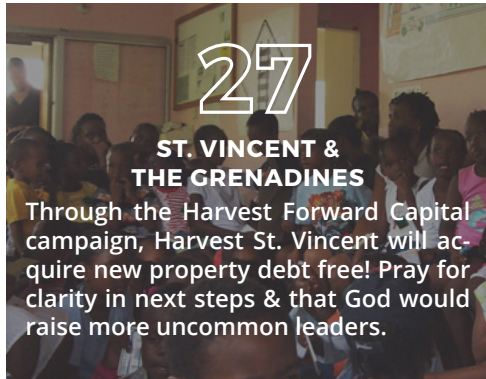 27
ST. VINCENT &
THE GRENADINES
Through the Harvest Forward Capital
campaign, Harvest St. Vincent will ac-
quire new property debt free! Pray for
clarity in next steps & that God would
raise more uncommon leaders.